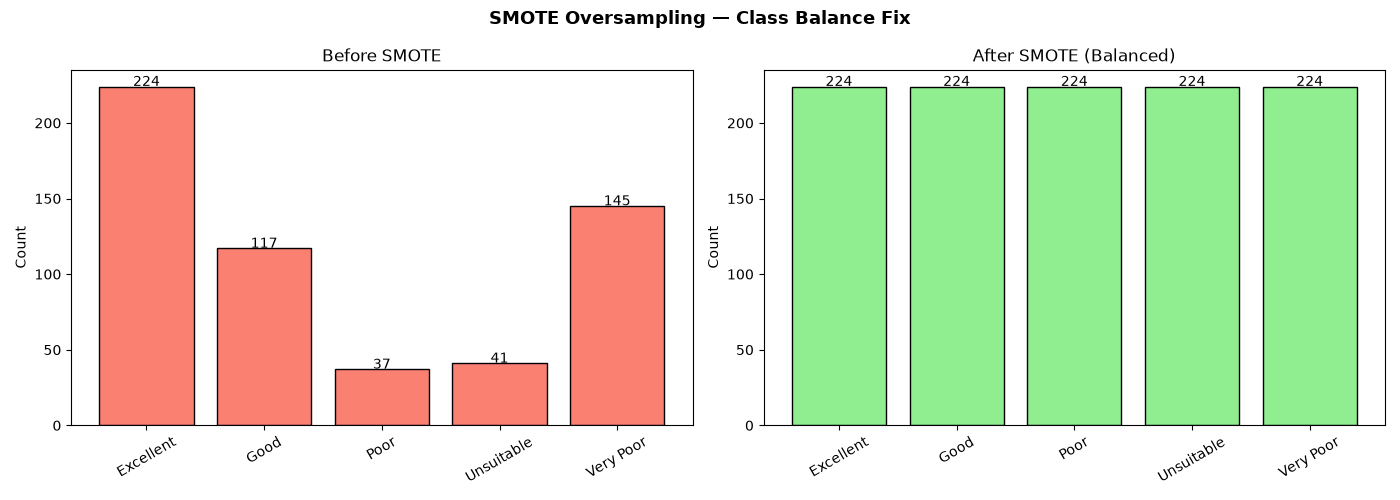 SMOTE Oversampling — Class Balance Fix
Before SMOTE
Count
200
150
100
50
0
224
117
37
41
145
Excellent
Good
Poor
Unsuitable
Very Poor
After SMOTE (Balanced)
Count
200
150
100
50
0
224
224
224
224
224
Excellent
Good
Poor
Unsuitable
Very Poor